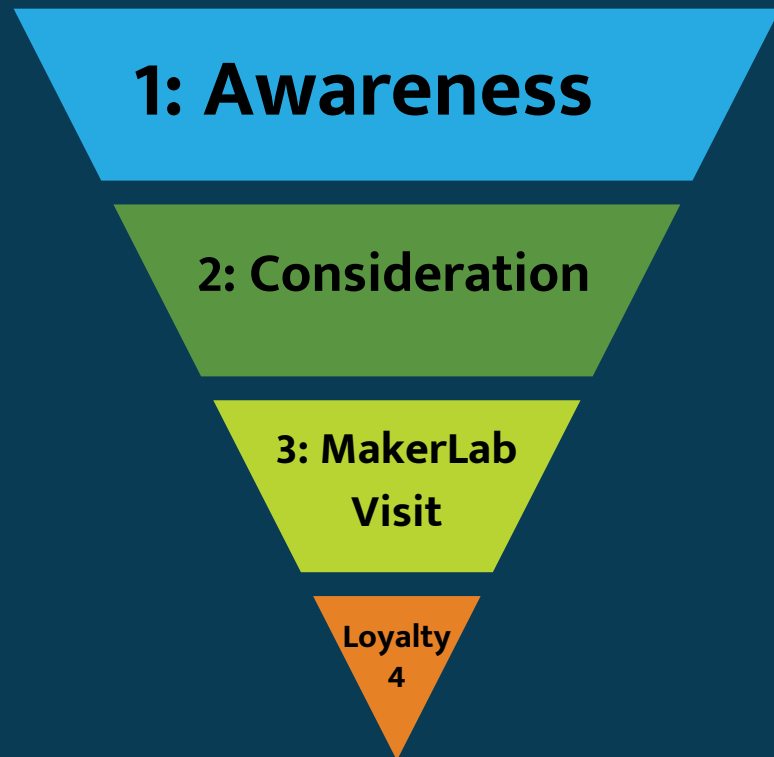 1: Awareness
2: Consideration
3: MakerLab
Visit
Loyalty
4